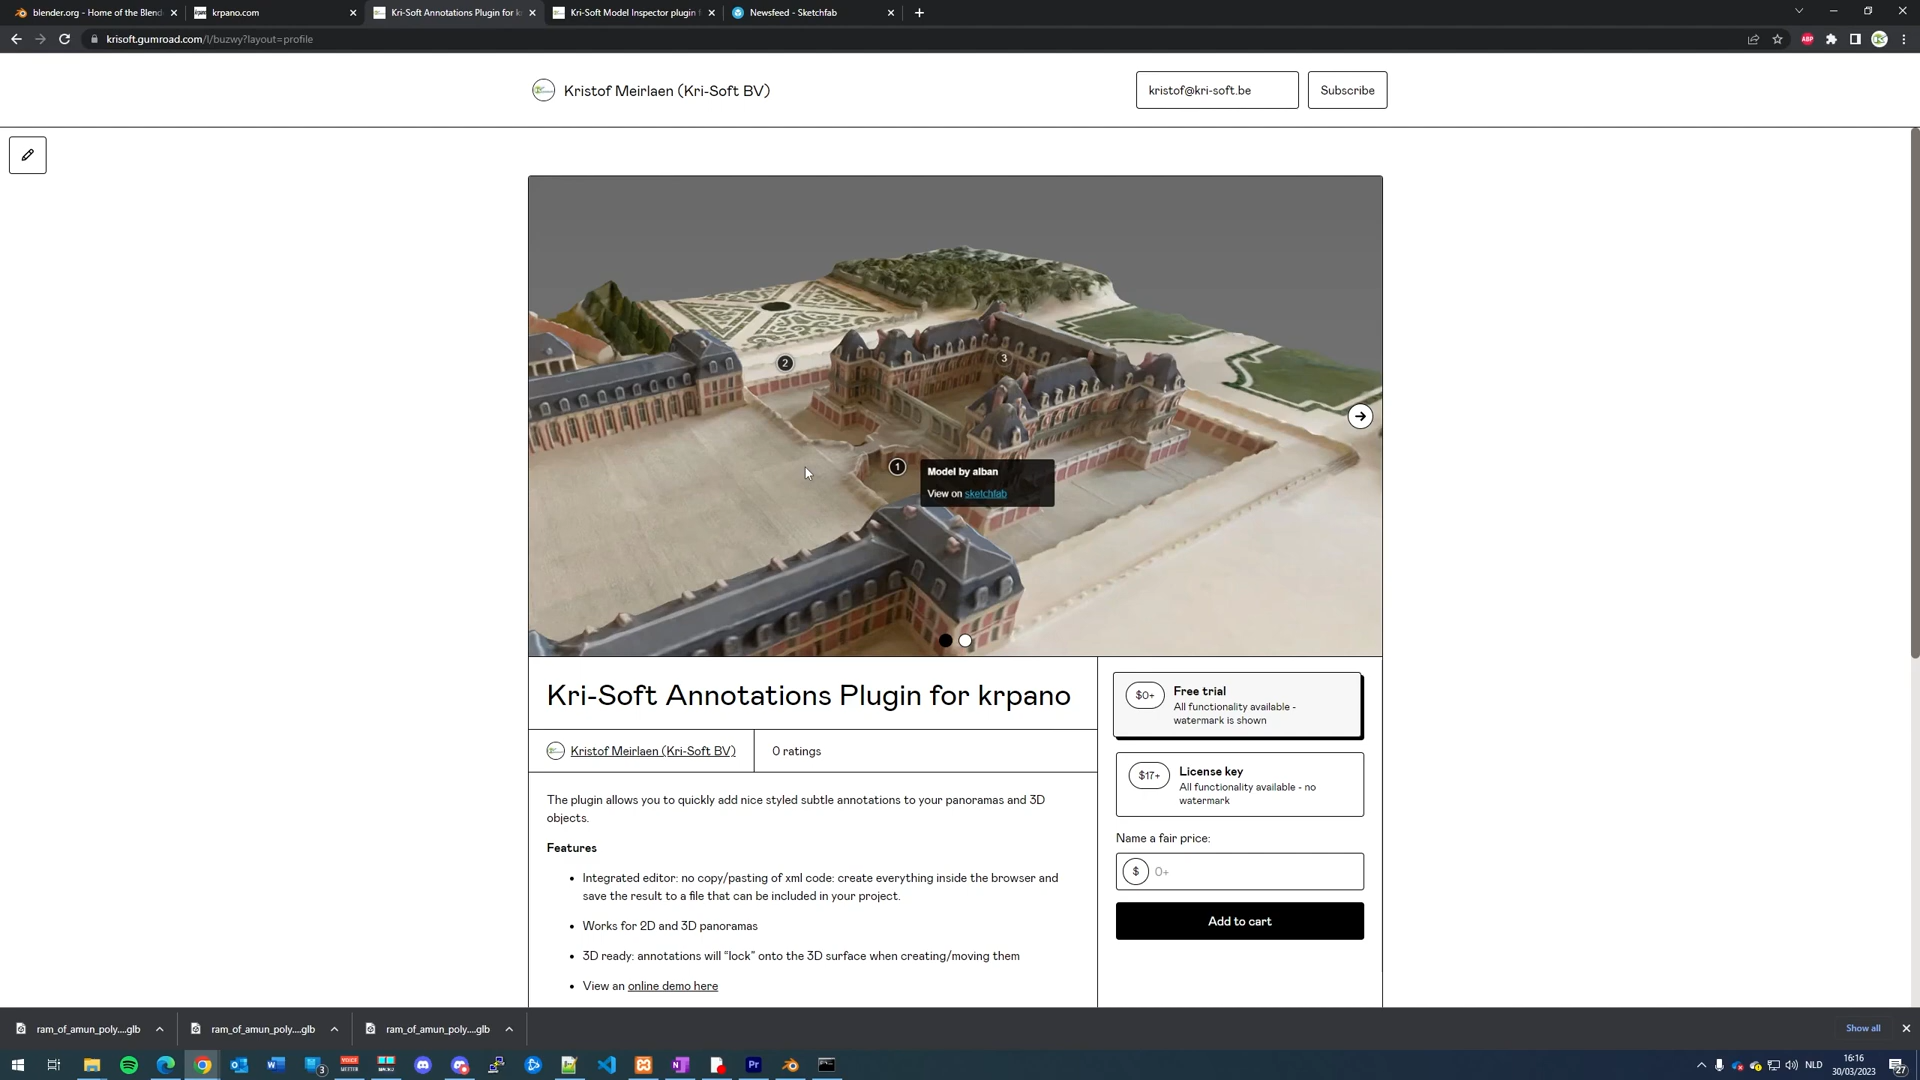 blender.org - Home of the Blend
krpano.com
Kri-Soft Annotations Plugin for k
Kri-Soft Model Inspector plugin
Newsfeed - Sketchfab
krisoft.gumroad.com/l/buzwy?layout=profile
ABP
Kristof Meirlaen (Kri-Soft BV)
kristof@kri-soft.be
Subscribe
2
3
1
Model by alban
View on sketchfab
Kri-Soft Annotations Plugin for krpano
Kristof Meirlaen (Kri-Soft BV)
0 ratings
The plugin allows you to quickly add nice styled subtle annotations to your panoramas and 3D
objects.
Features
• Integrated editor: no copy/pasting of xml code: create everything inside the browser and
save the result to a file that can be included in your project.
• Works for 2D and 3D panoramas
• 3D ready: annotations will “lock” onto the 3D surface when creating/moving them
• View an online demo here
$0+
Free trial
All functionality available -
watermark is shown
$17+
License key
All functionality available - no
watermark
Name a fair price:
$
0+
Add to cart
ram_of_amun_poly....glb
ram_of_amun_poly....glb
ram_of_amun_poly....glb
Show all
3
Pr
NLD
16:16
30/03/2023
27